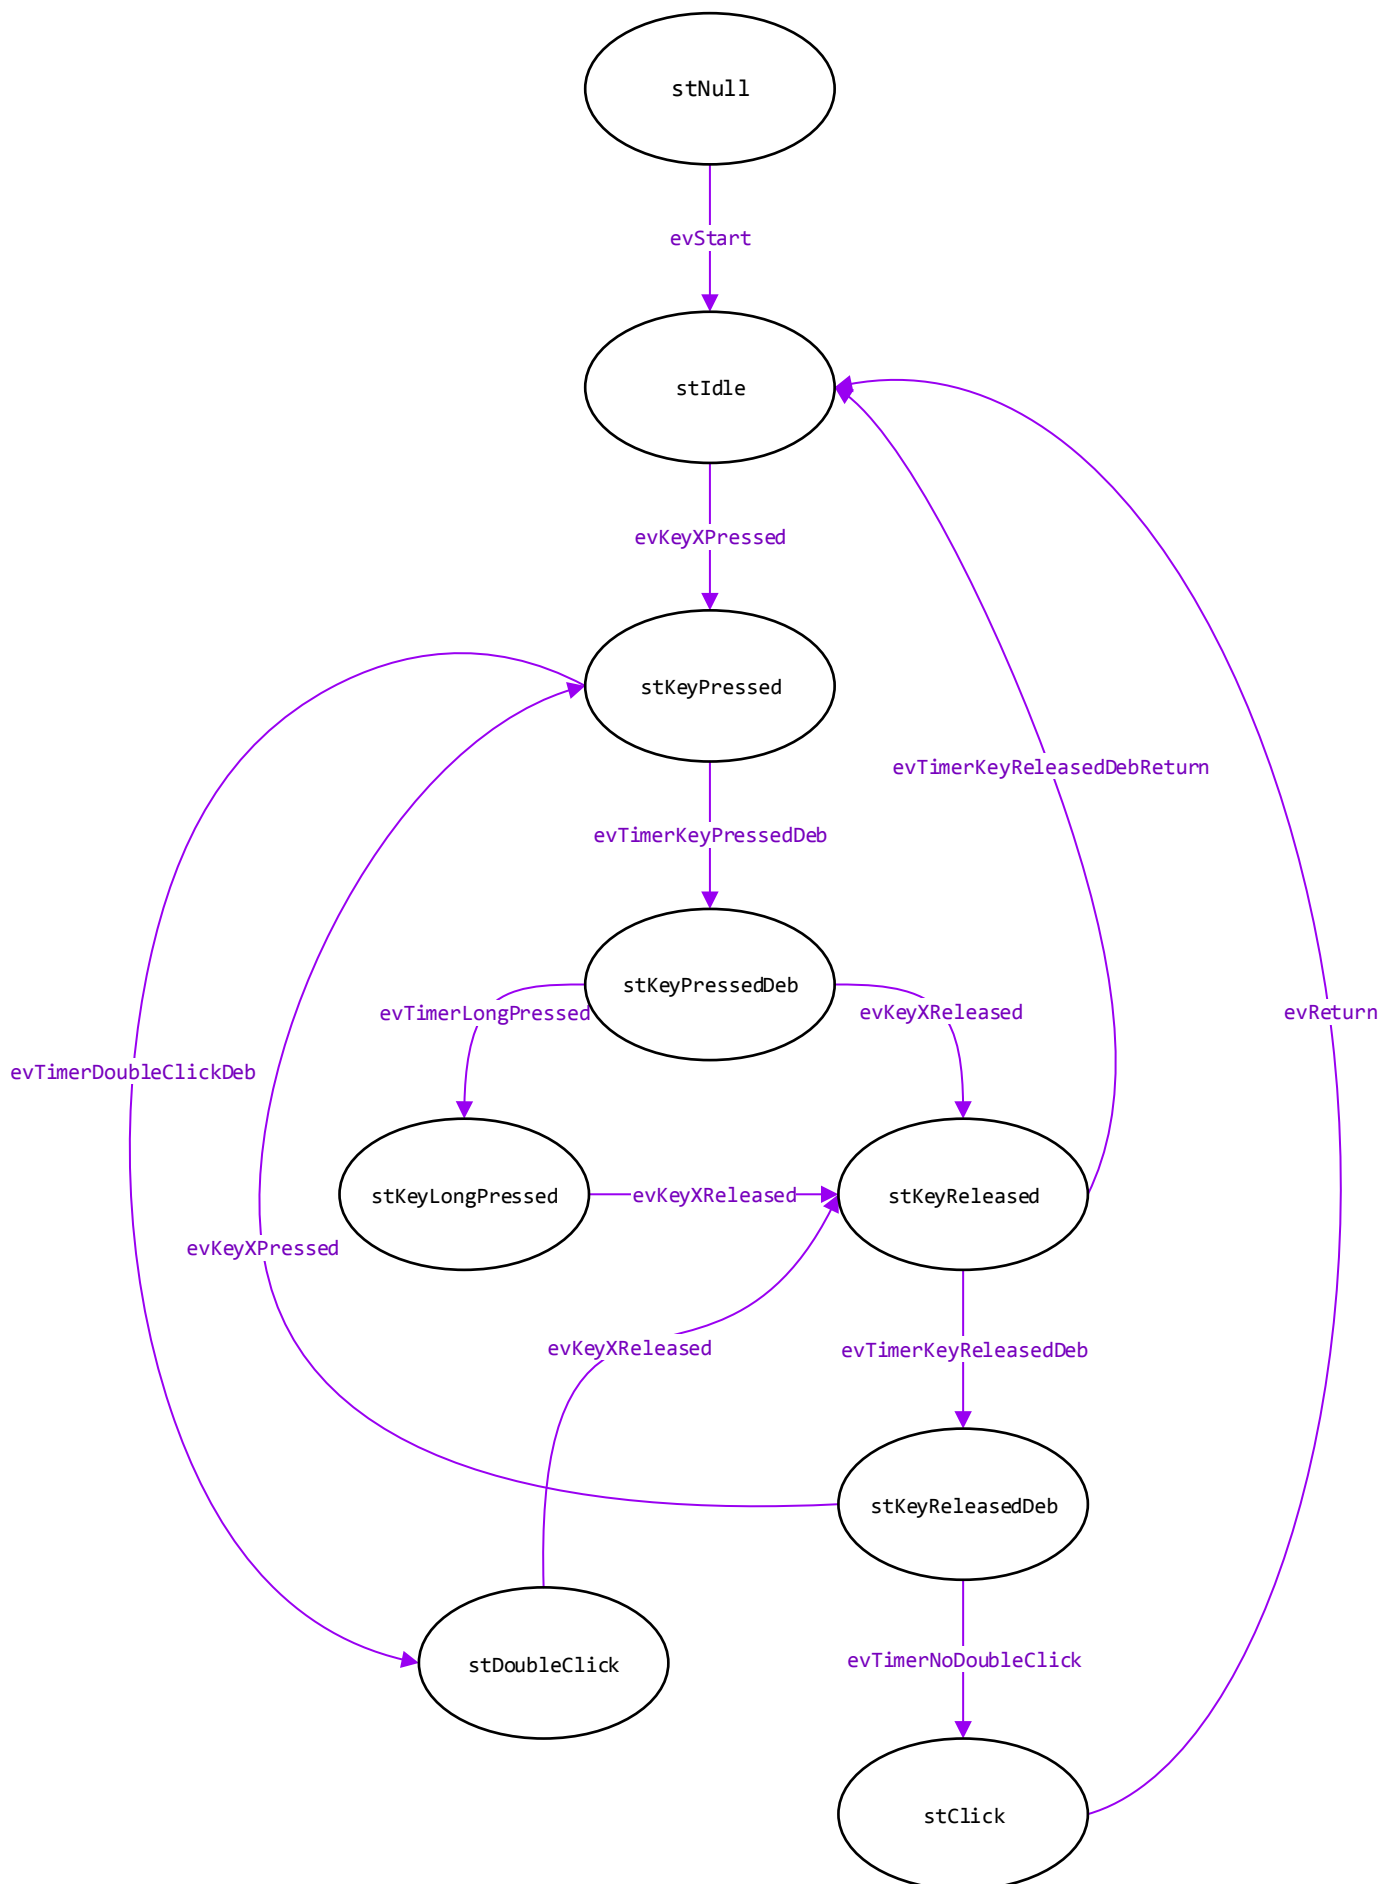 stNull
evStart
stIdle
evKeyXPressed
stKeyPressed
evTimerKeyReleasedDebReturn
evTimerKeyPressedDeb
stKeyPressedDeb
evTimerLongPressed
evKeyXReleased
evReturn
evTimerDoubleClickDeb
stKeyLongPressed
evKeyXReleased
stKeyReleased
evKeyXPressed
evKeyXReleased
evTimerKeyReleasedDeb
stKeyReleasedDeb
stDoubleClick
evTimerNoDoubleClick
stClick